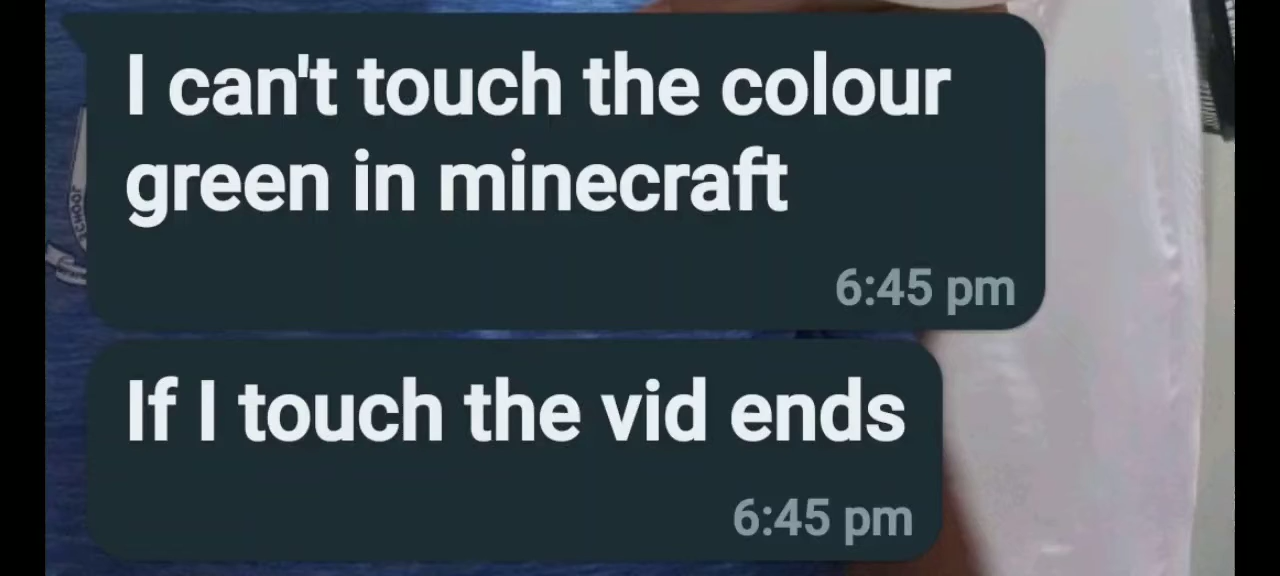 I can't touch the colour
green in minecraft
6:45 pm
If I touch the vid ends
6:45 pm